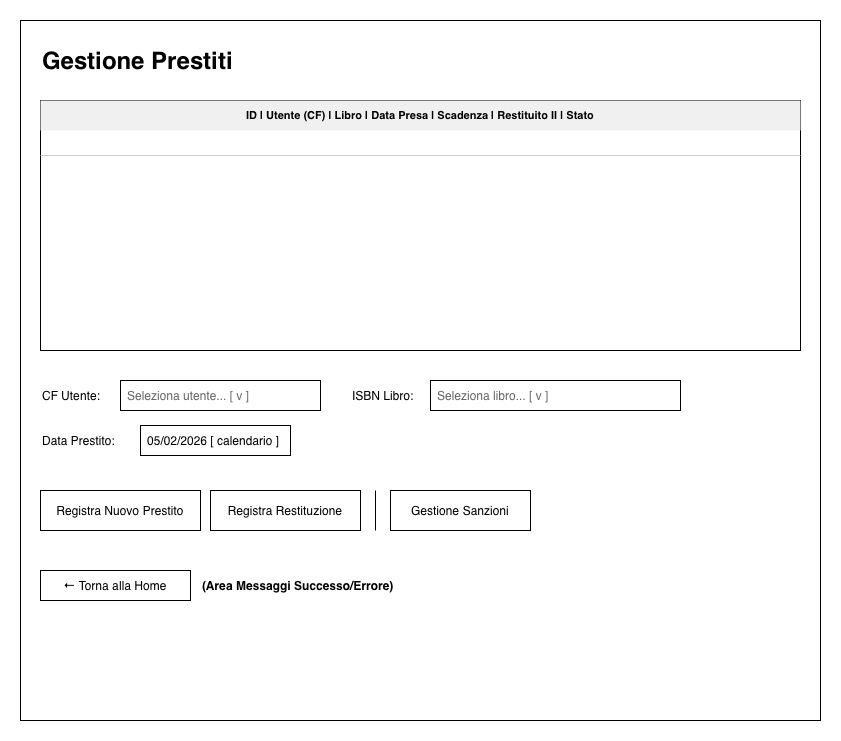 Gestione Prestiti
ID | Utente (CF) | Libro | Data Presa | Scadenza | Restituito Il | Stato
CF Utente: Seleziona utente... [ v ] ISBN Libro: Seleziona libro... [ v ]
Data Prestito: 05/02/2026 [ calendario ]
Registra Nuovo Prestito Registra Restituzione Gestione Sanzioni
← Torna alla Home (Area Messaggi Successo/Errore)